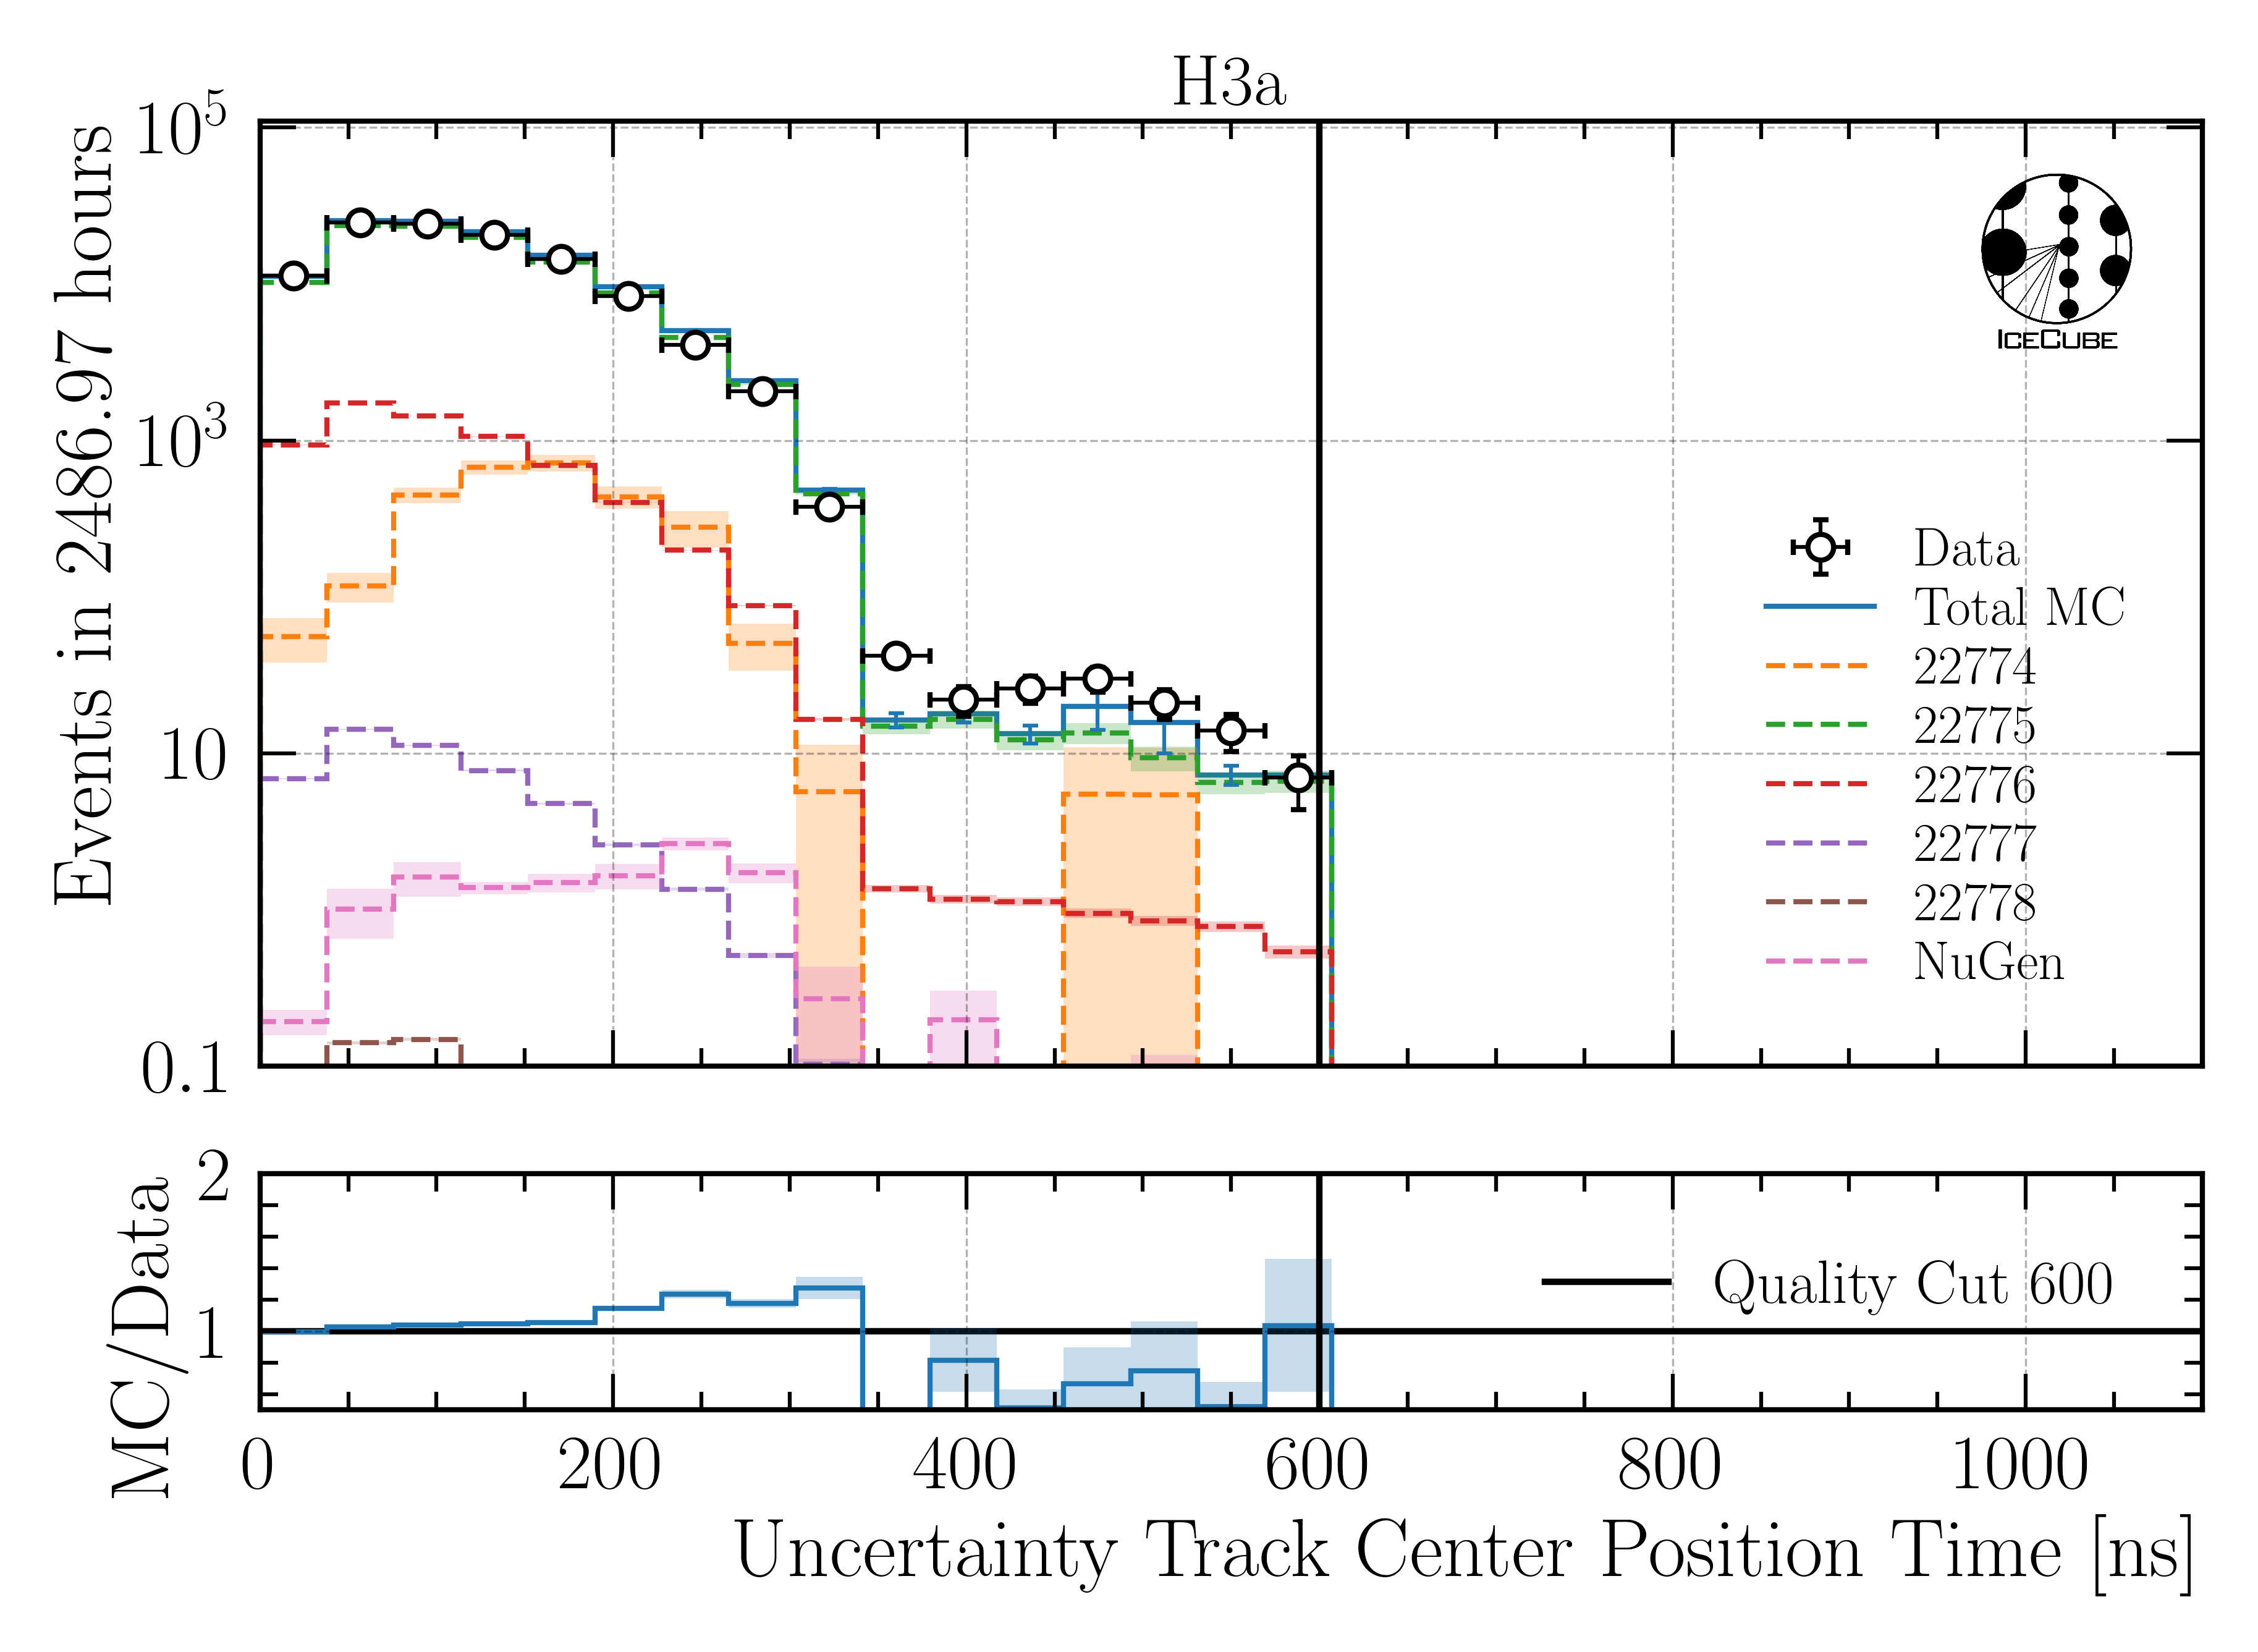 H3a
10^5
10^3
10
0.1
Events in 2486.97 hours
ICECUBE
Data
Total MC
22774
22775
22776
22777
22778
NuGen
2
1
MC/Data
Quality Cut 600
0 200 400 600 800 1000
Uncertainty Track Center Position Time [ns]